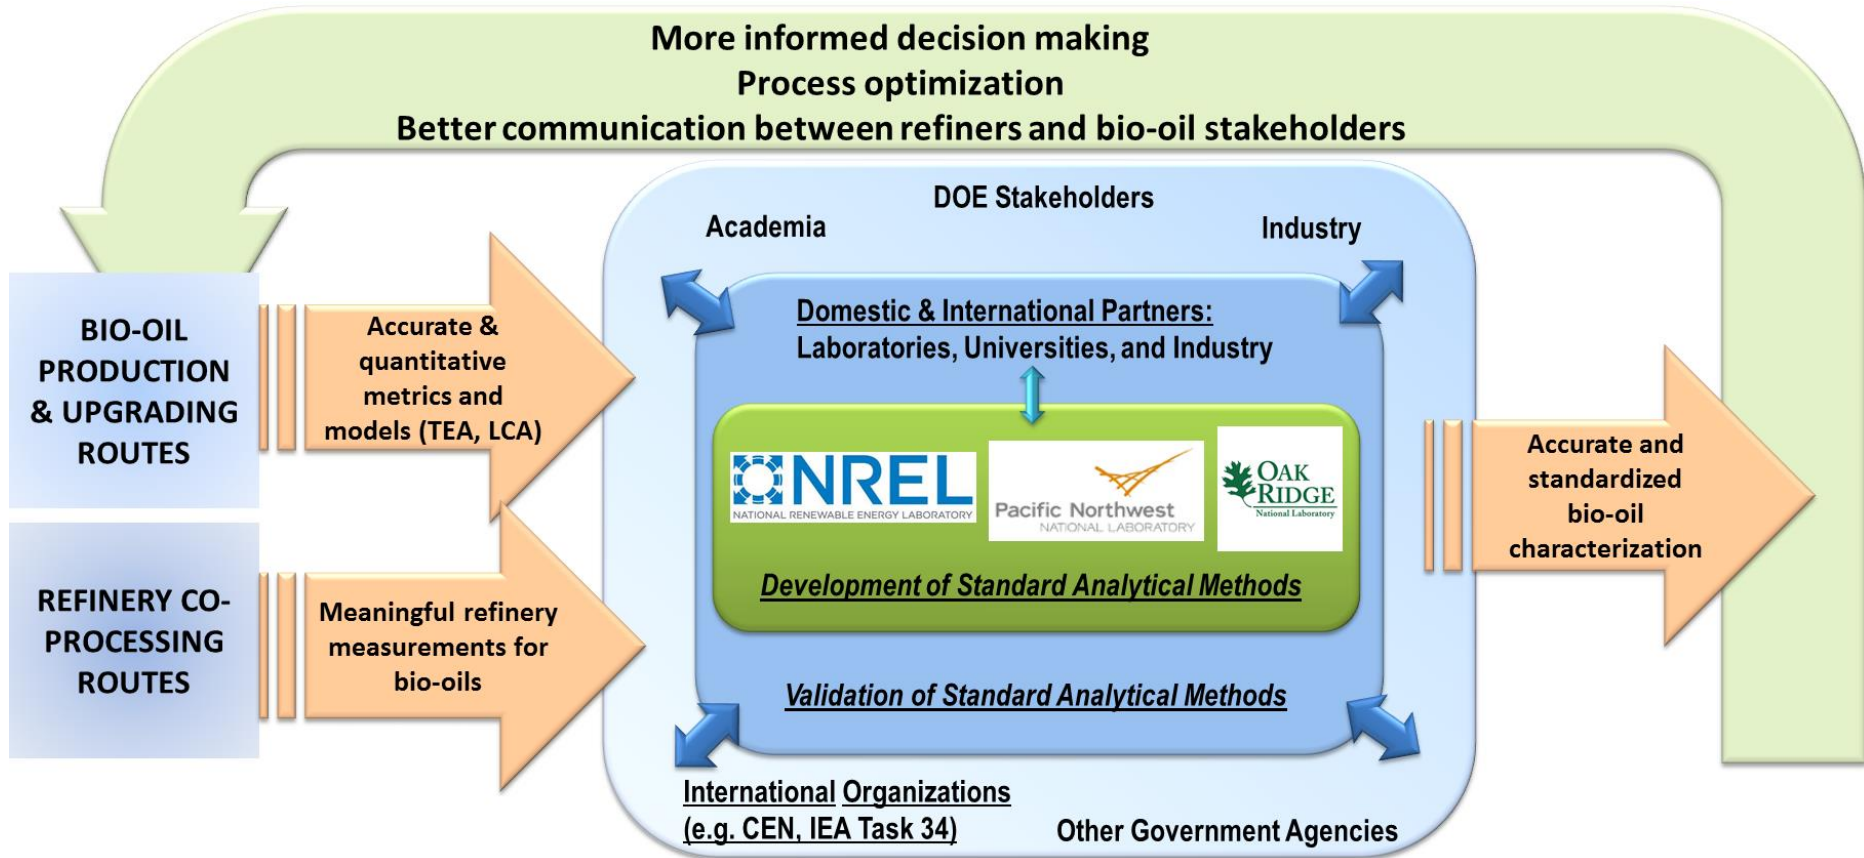 More informed decision making
Process optimization
Better communication between refiners and bio-oil stakeholders
DOE Stakeholders
Academia
Industry
BIO-OIL
PRODUCTION
& UPGRADING
ROUTES
Accurate &
quantitative
metrics and
models (TEA, LCA)
Domestic & International Partners:
Laboratories, Universities, and Industry
NREL
NATIONAL RENEWABLE ENERGY LABORATORY
Pacific Northwest
NATIONAL LABORATORY
OAK
RIDGE
National Laboratory
Development of Standard Analytical Methods
Accurate and
standardized
bio-oil
characterization
REFINERY CO-
PROCESSING
ROUTES
Meaningful refinery
measurements for
bio-oils
Validation of Standard Analytical Methods
International Organizations
(e.g. CEN, IEA Task 34)
Other Government Agencies